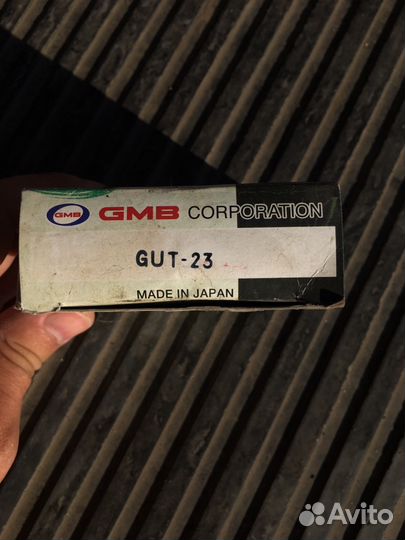 GMB GMB CORPORATION
GUT-23
MADE IN JAPAN
Avito